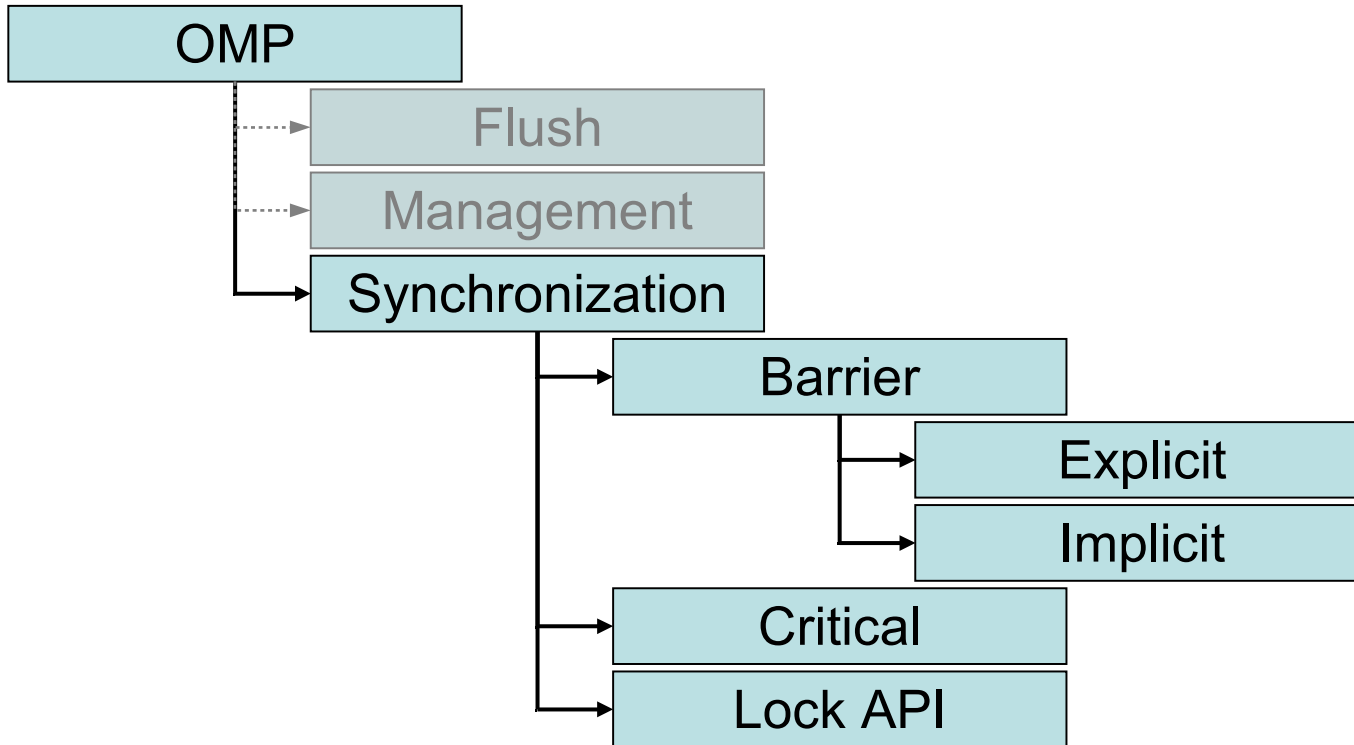 OMP
Flush
Management
Synchronization
Barrier
Explicit
Implicit
Critical
Lock API